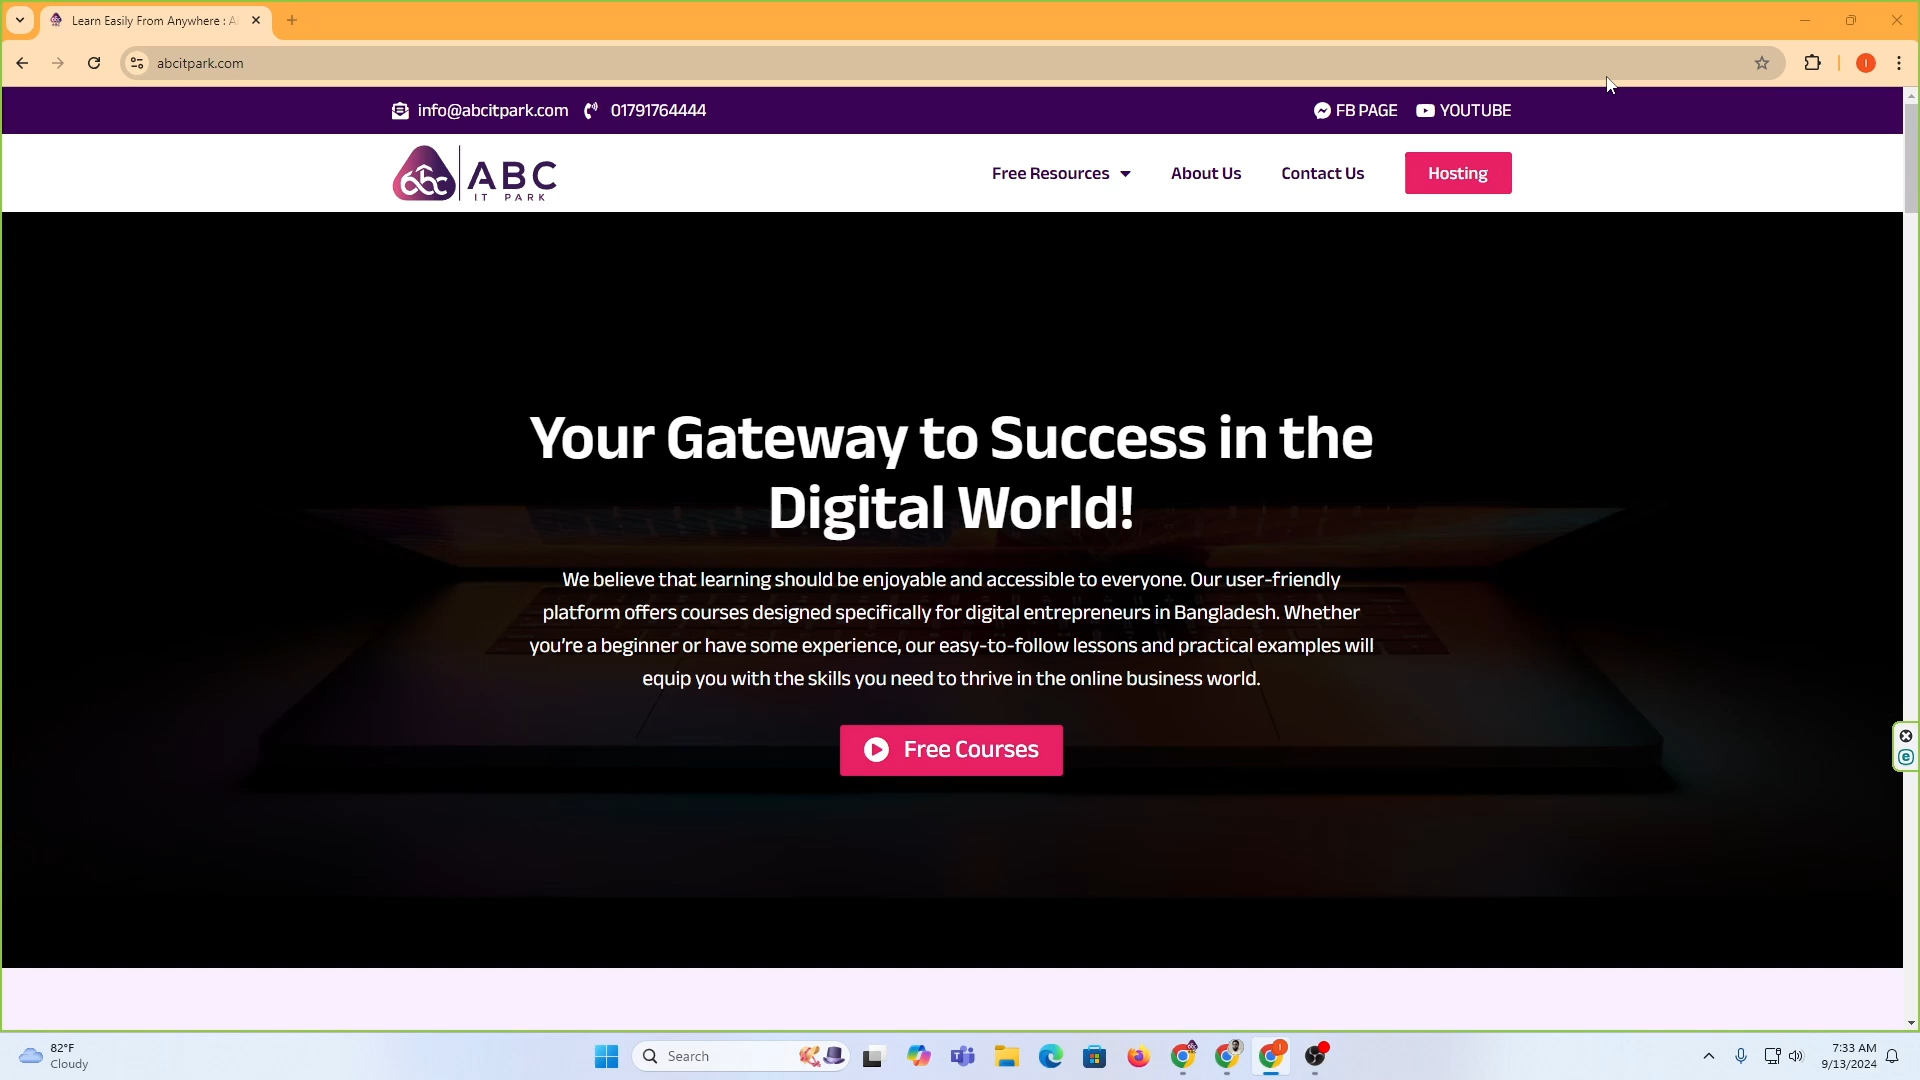 Learn Easily From Anywhere : A
abcitpark.com
info@abcitpark.com 01791764444 FB PAGE YOUTUBE
abc ABC
IT PARK
Free Resources About Us Contact Us Hosting
Your Gateway to Success in the
Digital World!
We believe that learning should be enjoyable and accessible to everyone. Our user-friendly
platform offers courses designed specifically for digital entrepreneurs in Bangladesh. Whether
you’re a beginner or have some experience, our easy-to-follow lessons and practical examples will
equip you with the skills you need to thrive in the online business world.
Free Courses
82°F
Cloudy
Search
7:33 AM
9/13/2024